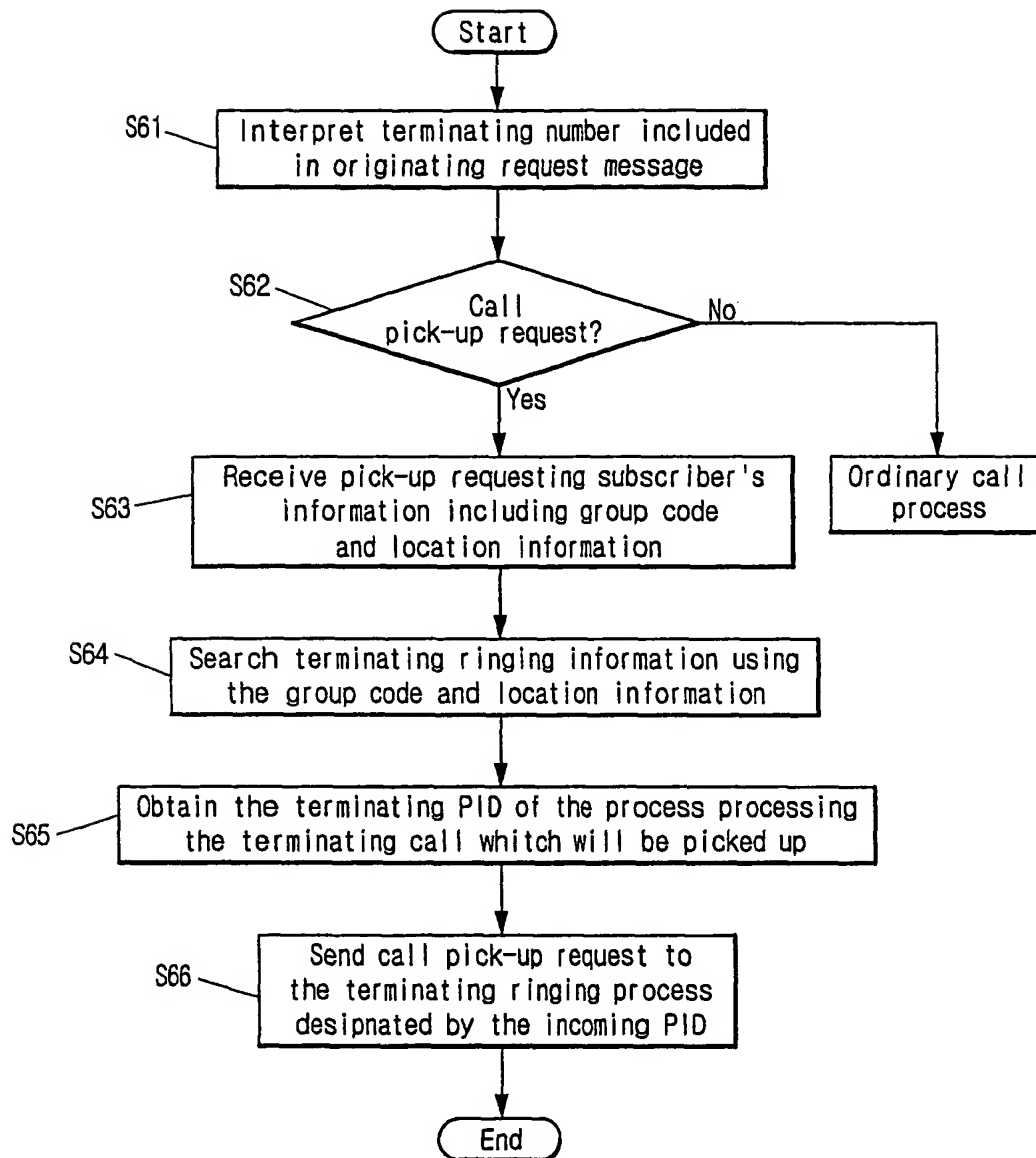 Start
S61
Interpret terminating number included
in originating request message
S62
Call
pick-up request?
No
Yes
S63
Receive pick-up requesting subscriber's
information including group code
and location information
Ordinary call
process
S64
Search terminating ringing information using
the group code and location information
S65
Obtain the terminating PID of the process processing
the terminating call whitch will be picked up
S66
Send call pick-up request to
the terminating ringing process
desipnated by the incoming PID
End